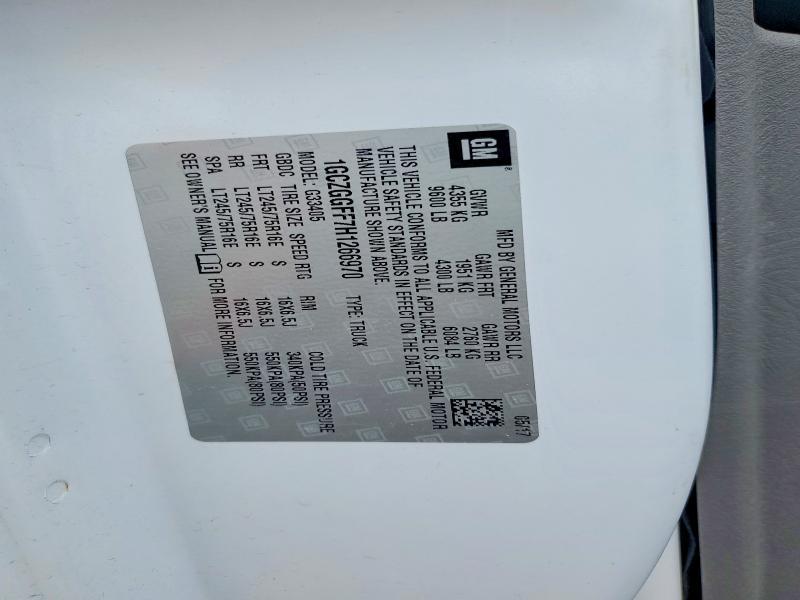 GM®
MFD BY GENERAL MOTORS LLC 05/17
GVWR GAWR FRT GAWR RR
4355 KG 1951 KG 2760 KG
9600 LB 4300 LB 6084 LB
THIS VEHICLE CONFORMS TO ALL APPLICABLE U.S. FEDERAL MOTOR
VEHICLE SAFETY STANDARDS IN EFFECT ON THE DATE OF
MANUFACTURE SHOWN ABOVE.
1GCZGGFF7H1266970 TYPE: TRUCK
MODEL: G33405
GBDC TIRE SIZE SPEED RTG RIM COLD TIRE PRESSURE
FRT LT245/75R16E S 16X6.5J 340KPA(50PSI)
RR LT245/75R16E S 16X6.5J 550KPA(80PSI)
SPA LT245/75R16E S 16X6.5J 550KPA(80PSI)
SEE OWNER'S MANUAL FOR MORE INFORMATION.